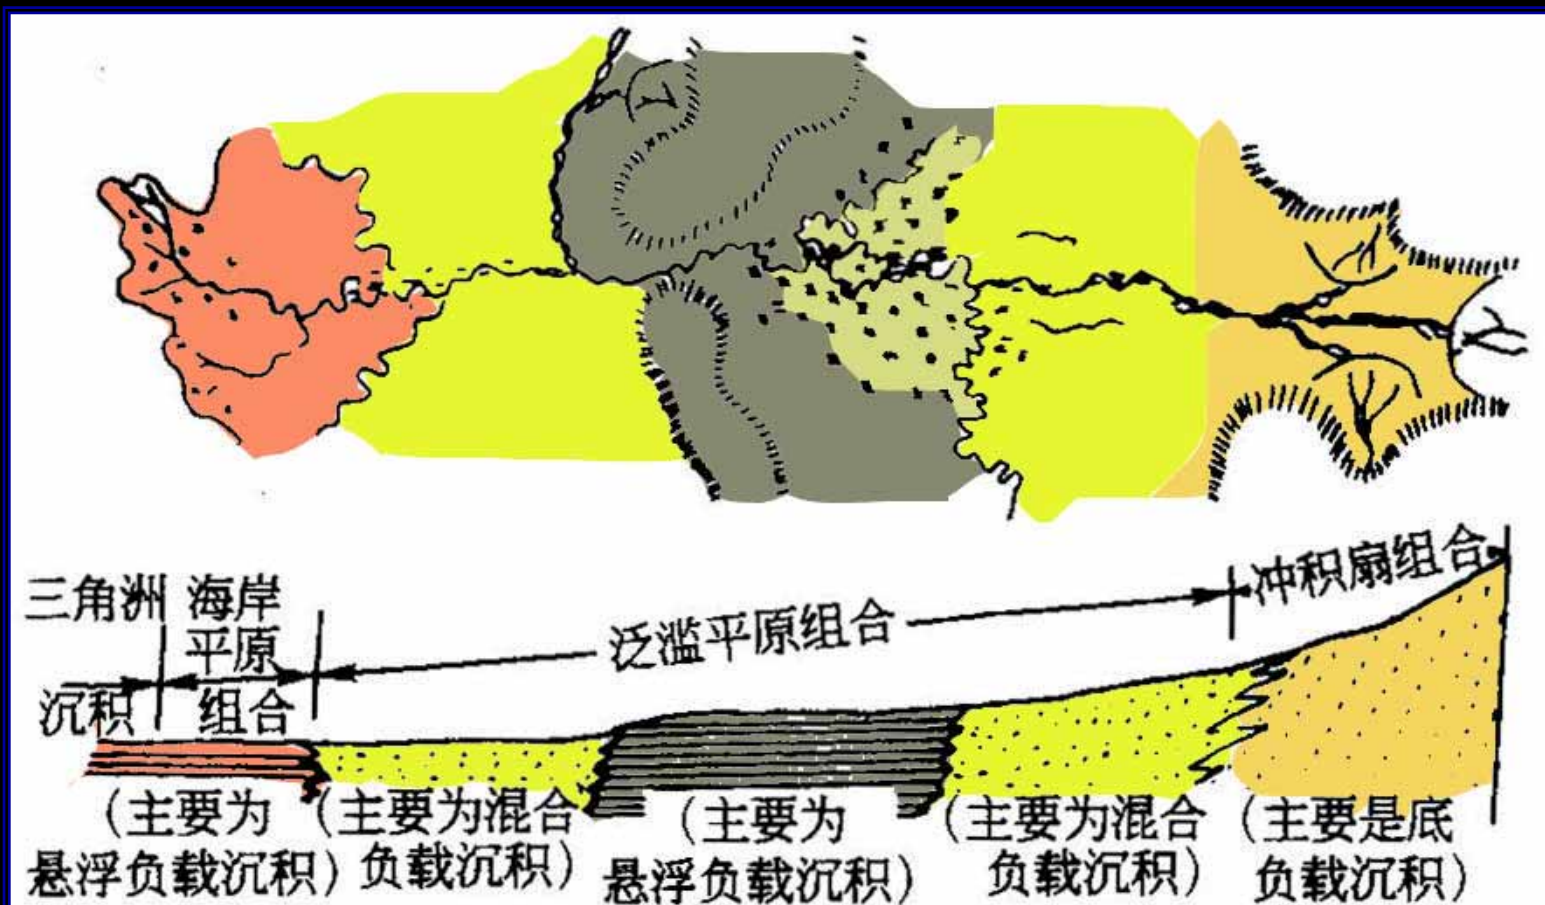 三角洲
沉积
海岸
平原
组合
泛滥平原组合
冲积扇组合
(主要为
悬浮负载沉积)
(主要为混合
负载沉积)
(主要为
悬浮负载沉积)
(主要为混合
负载沉积)
(主要是底
负载沉积)